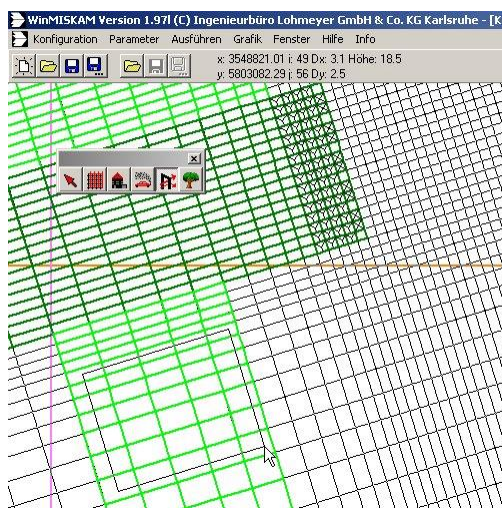 WinMISKAM Version 1.97l (C) Ingenieurbüro Lohmeyer GmbH & Co. KG Karlsruhe - [K
Konfiguration Parameter Ausführen Grafik Fenster Hilfe Info
x: 3548821.01 i: 49 Dx: 3.1 Höhe: 18.5
y: 5803082.29 j: 56 Dy: 2.5